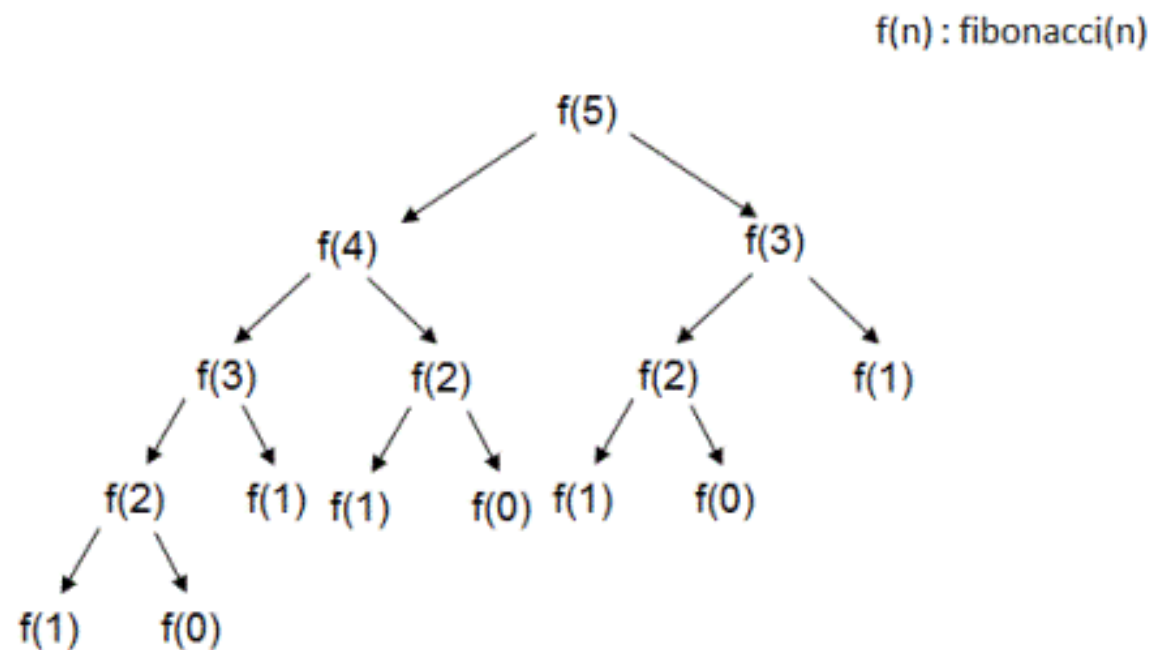 f(n) : fibonacci(n)
f(5)
f(4) f(3)
f(3) f(2) f(2) f(1)
f(2) f(1) f(1) f(0) f(1) f(0)
f(1) f(0)